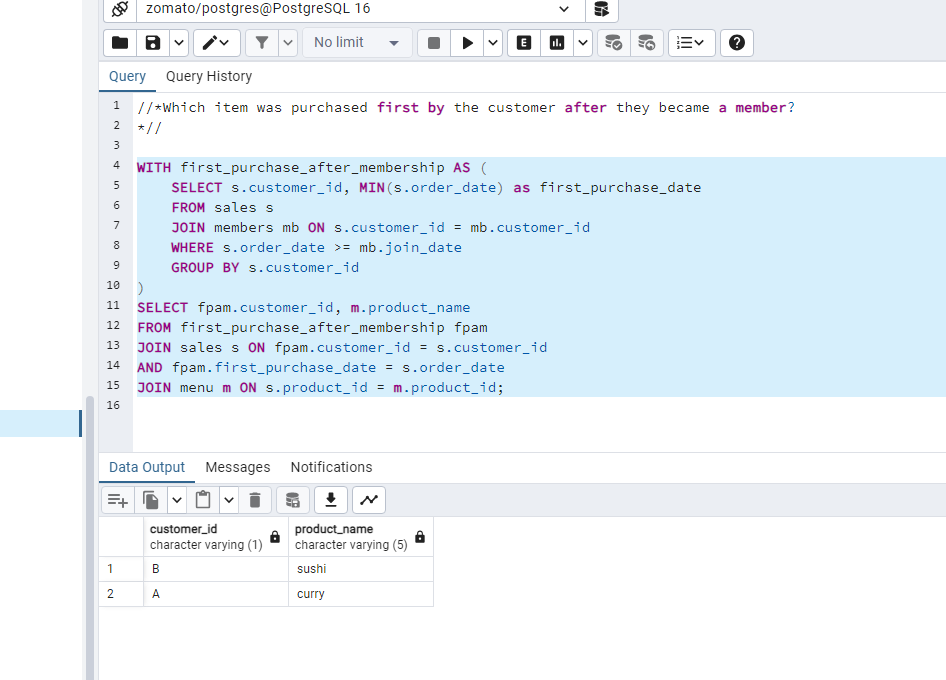 zomato/postgres@PostgreSQL 16
No limit
E
Query Query History
1 //*Which item was purchased first by the customer after they became a member?
2 *//
3
4 WITH first_purchase_after_membership AS (
5 SELECT s.customer_id, MIN(s.order_date) as first_purchase_date
6 FROM sales s
7 JOIN members mb ON s.customer_id = mb.customer_id
8 WHERE s.order_date >= mb.join_date
9 GROUP BY s.customer_id
10 )
11 SELECT fpam.customer_id, m.product_name
12 FROM first_purchase_after_membership fpam
13 JOIN sales s ON fpam.customer_id = s.customer_id
14 AND fpam.first_purchase_date = s.order_date
15 JOIN menu m ON s.product_id = m.product_id;
16
Data Output Messages Notifications
customer_id product_name
character varying (1) character varying (5)
1 B sushi
2 A curry